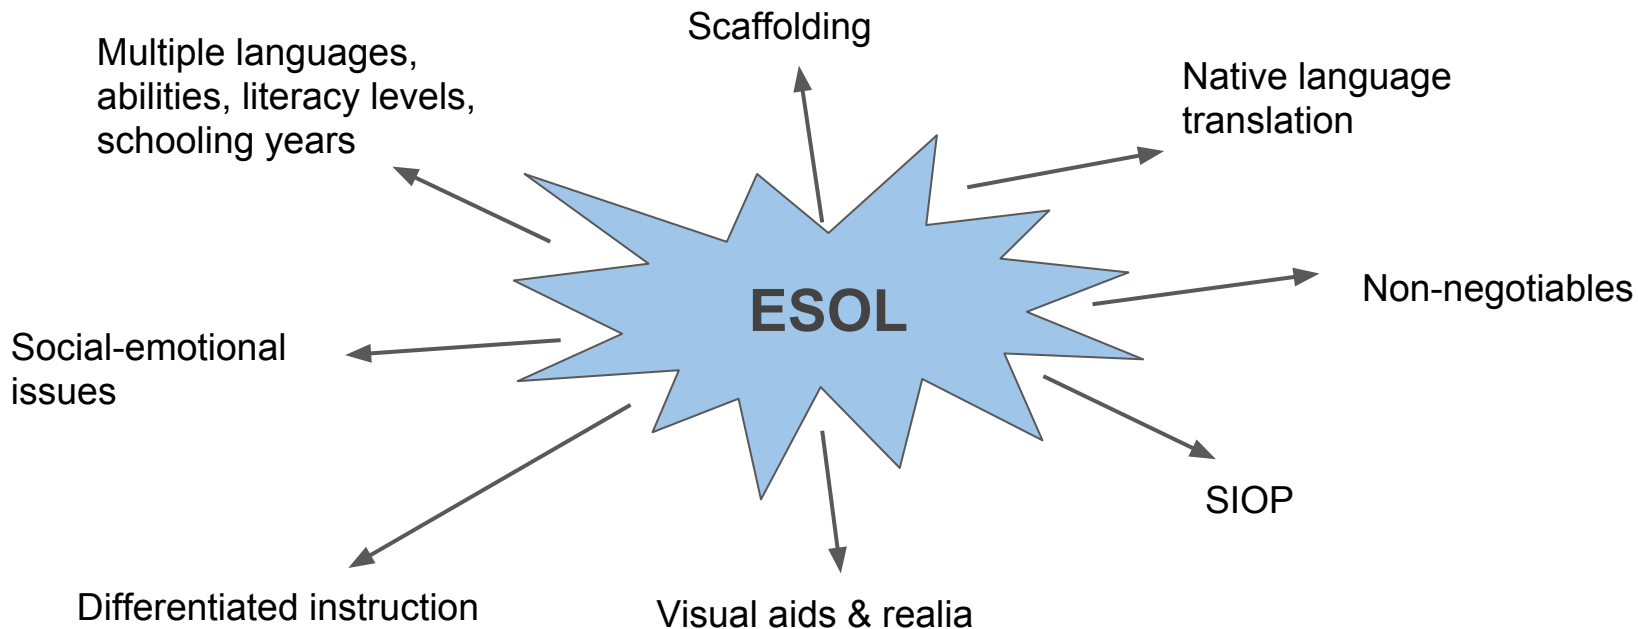 Scaffolding
Multiple languages,
abilities, literacy levels,
schooling years
Native language
translation
ESOL
Non-negotiables
Social-emotional
issues
SIOP
Differentiated instruction
Visual aids & realia